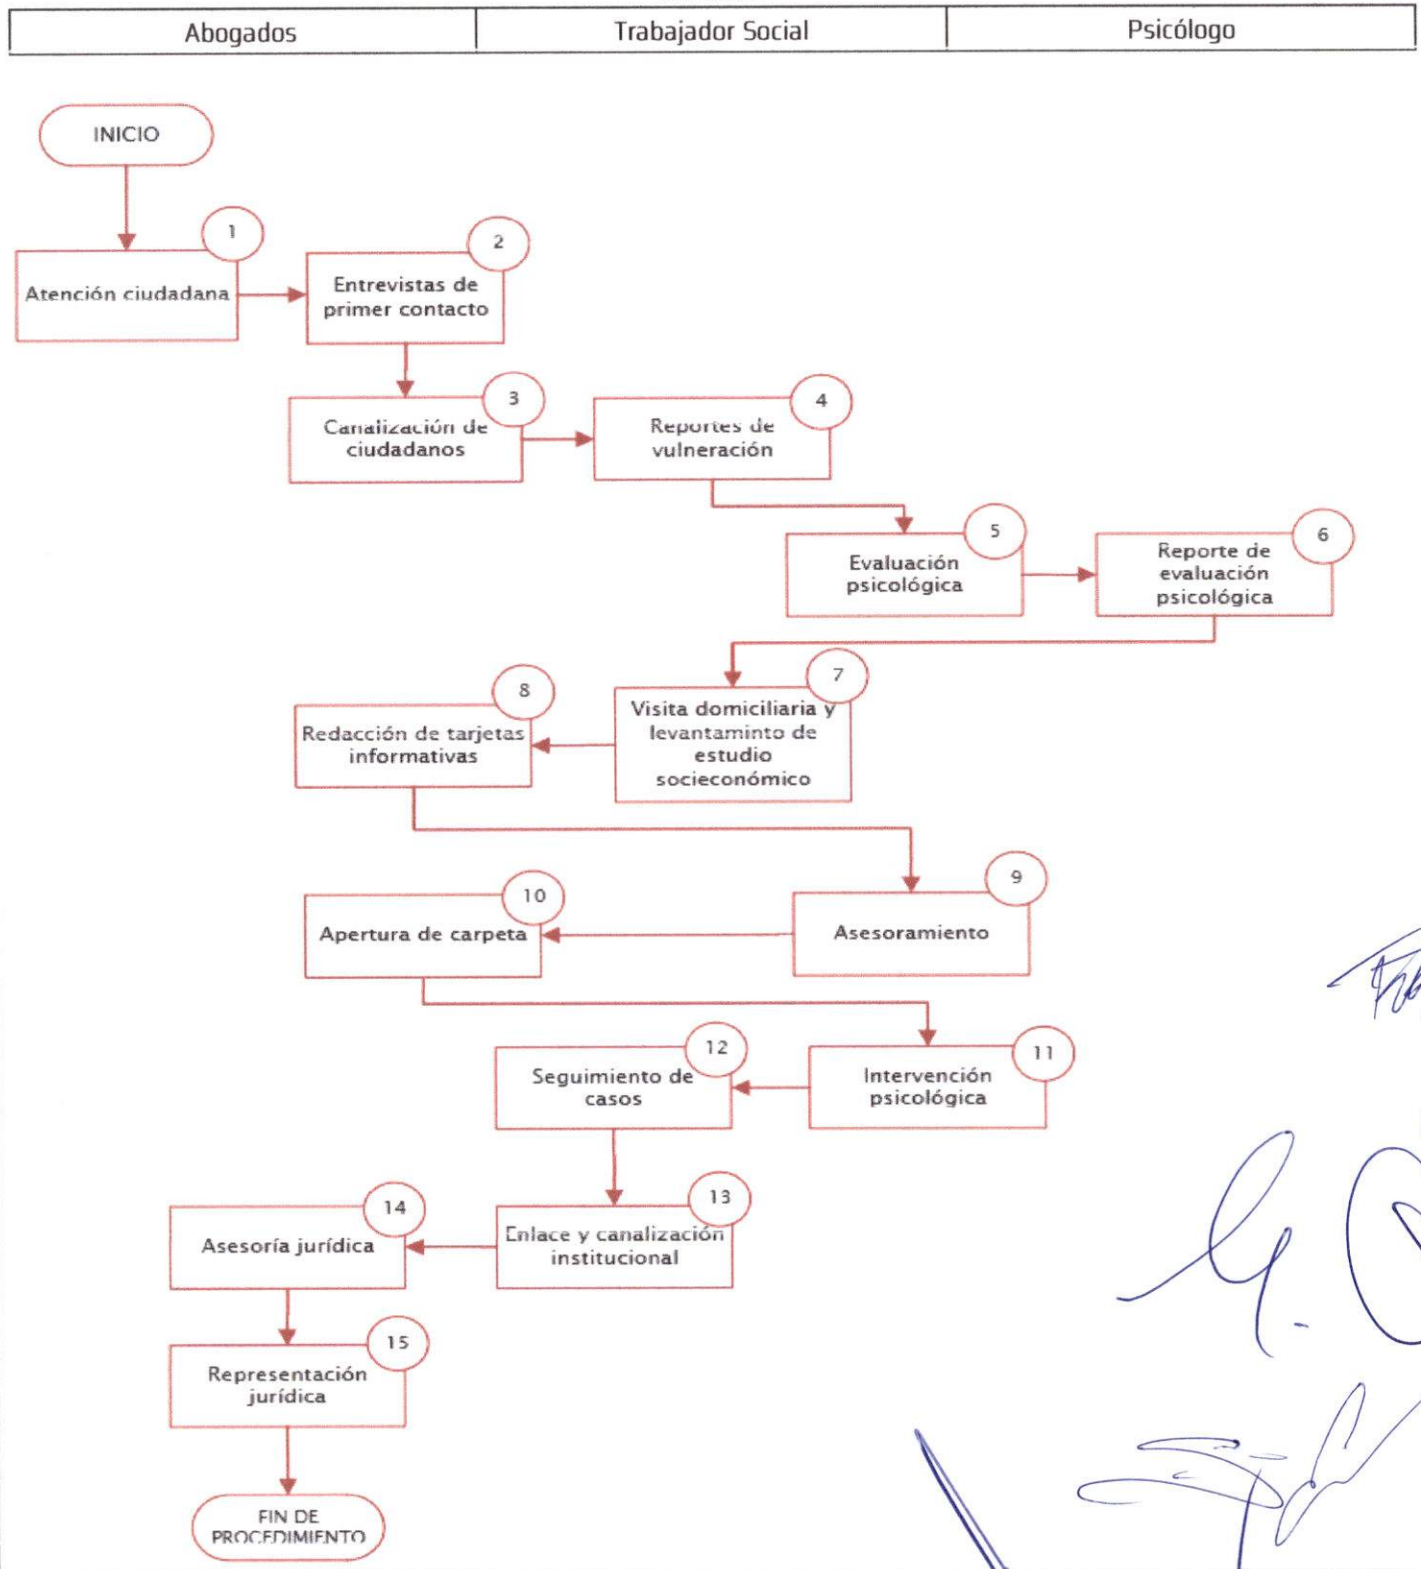 Abogados
Trabajador Social
Psicólogo
INICIO
1
Atención ciudadana
2
Entrevistas de
primer contacto
3
Canalización de
ciudadanos
4
Reportes de
vulneración
5
Evaluación
psicológica
6
Reporte de
evaluación
psicológica
7
Visita domiciliaria y
levantaminto de
estudio
socieconómico
8
Redacción de tarjetas
informativas
9
Asesoramiento
10
Apertura de carpeta
11
Intervención
psicológica
12
Seguimiento de
casos
13
Enlace y canalización
institucional
14
Asesoría jurídica
15
Representación
jurídica
FIN DE
PROCEDIMIENTO